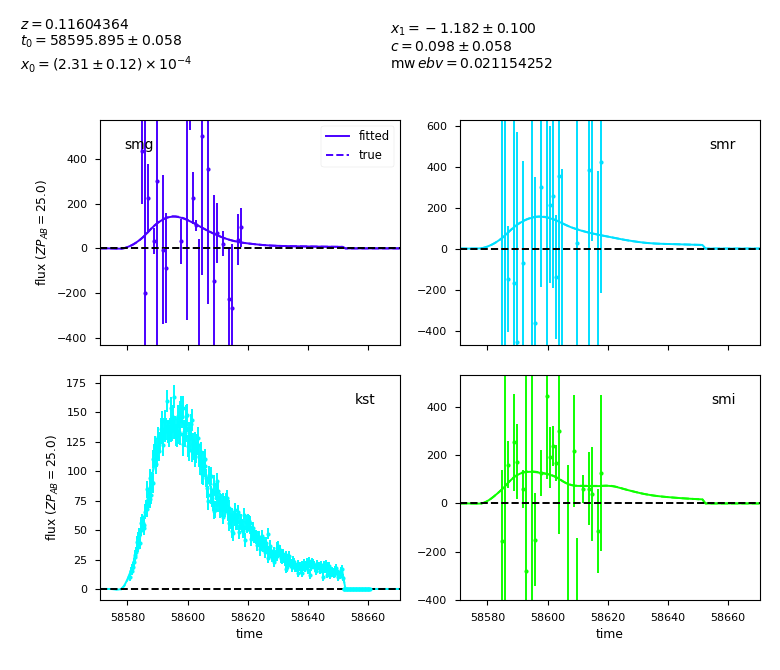 z = 0.11604364
t₀ = 58595.895 ± 0.058
x₀ = (2.31 ± 0.12) × 10⁻⁴
x₁ = −1.182 ± 0.100
c = 0.098 ± 0.058
mw ebv = 0.021154252
smg
fitted
true
400
200
0
−200
−400
flux (ZP_AB = 25.0)
smr
600
400
200
0
−200
−400
kst
175
150
125
100
75
50
25
0
flux (ZP_AB = 25.0)
58580 58600 58620 58640 58660
time
smi
400
200
0
−200
−400
58580 58600 58620 58640 58660
time